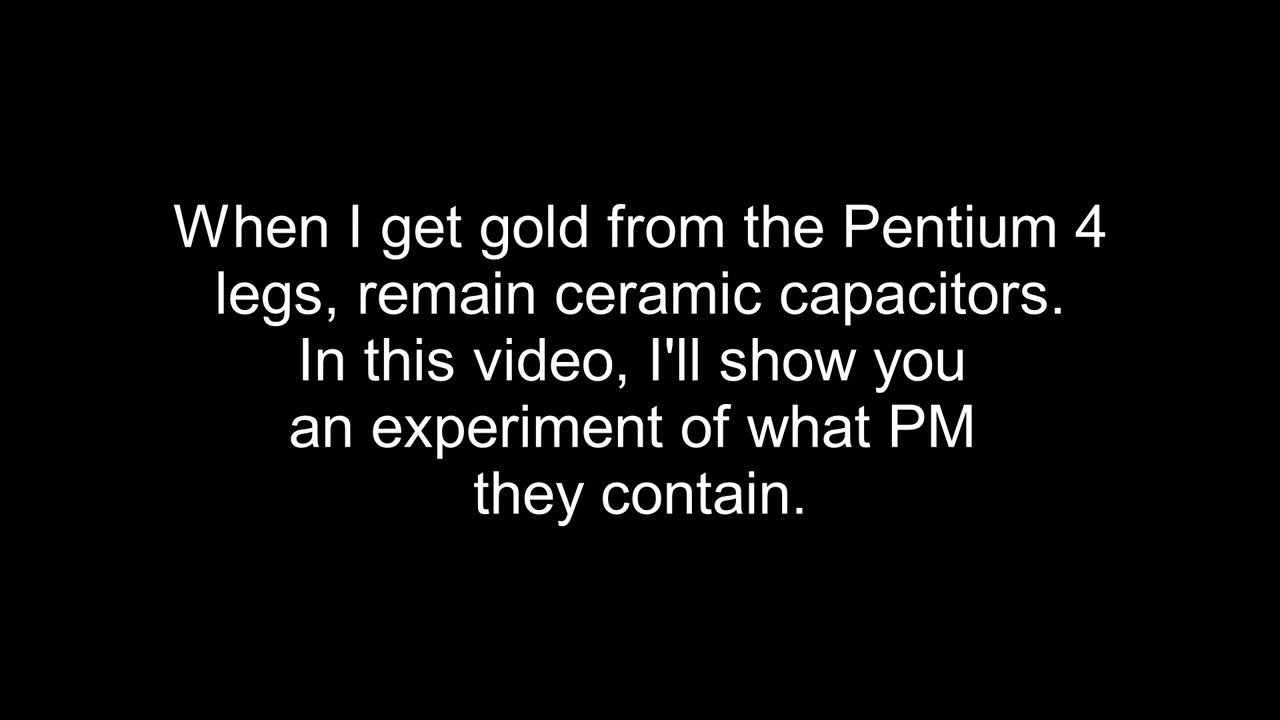 When I get gold from the Pentium 4
legs, remain ceramic capacitors.
In this video, I'll show you
an experiment of what PM
they contain.